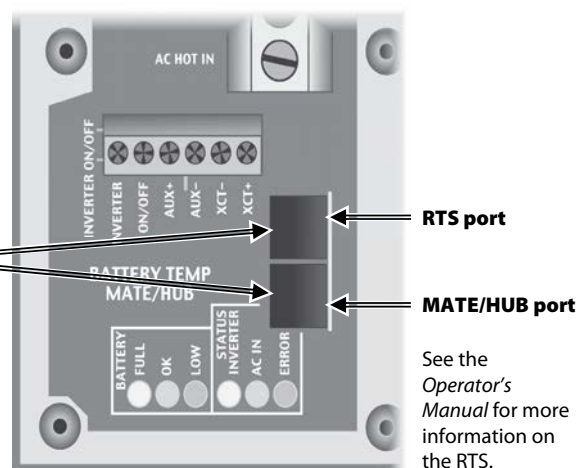 AC HOT IN
INVERTER ON/OFF
INVERTER
ON/OFF
AUX+
AUX–
XCT–
XCT+
RTS port
BATTERY TEMP
MATE/HUB
MATE/HUB port
BATTERY
FULL
OK
LOW
STATUS
INVERTER
AC IN
ERROR
See the
Operator's
Manual for more
information on
the RTS.